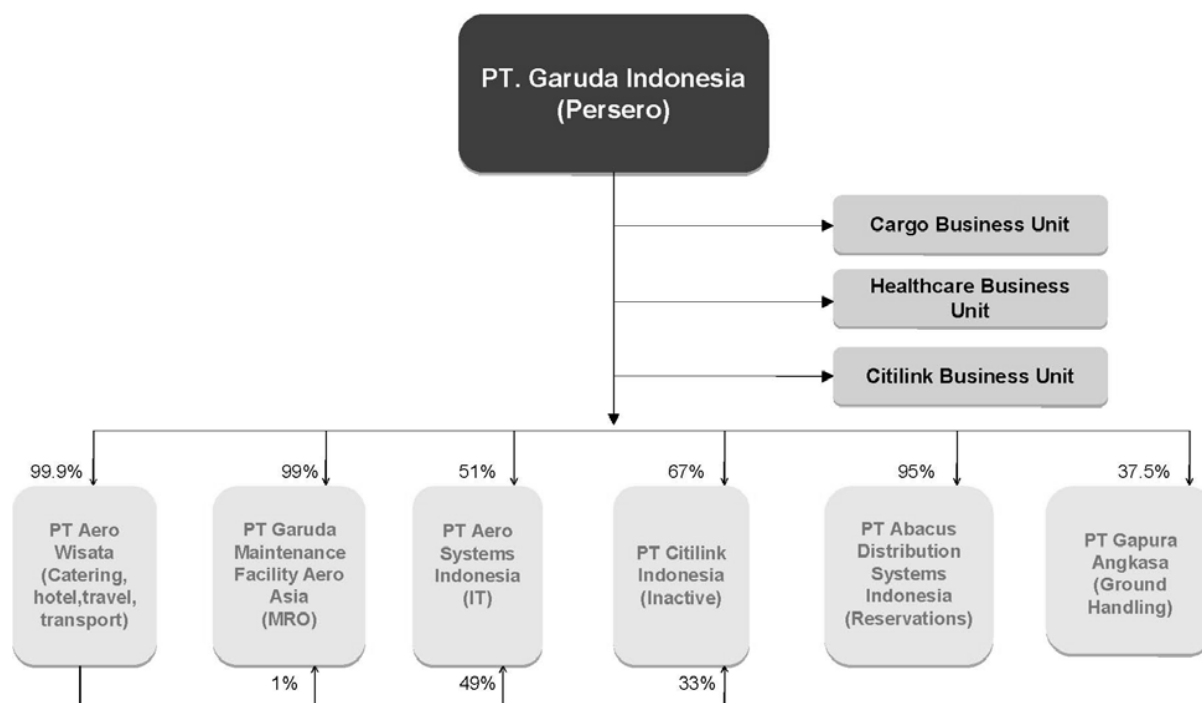 PT. Garuda Indonesia
(Persero)
Cargo Business Unit
Healthcare Business
Unit
Citilink Business Unit
99.9%
99%
51%
67%
95%
37.5%
PT Aero
Wisata
(Catering,
hotel,travel,
transport)
PT Garuda
Maintenance
Facility Aero
Asia
(MRO)
PT Aero
Systems
Indonesia
(IT)
PT Citilink
Indonesia
(Inactive)
PT Abacus
Distribution
Systems
Indonesia
(Reservations)
PT Gapura
Angkasa
(Ground
Handling)
1%
49%
33%